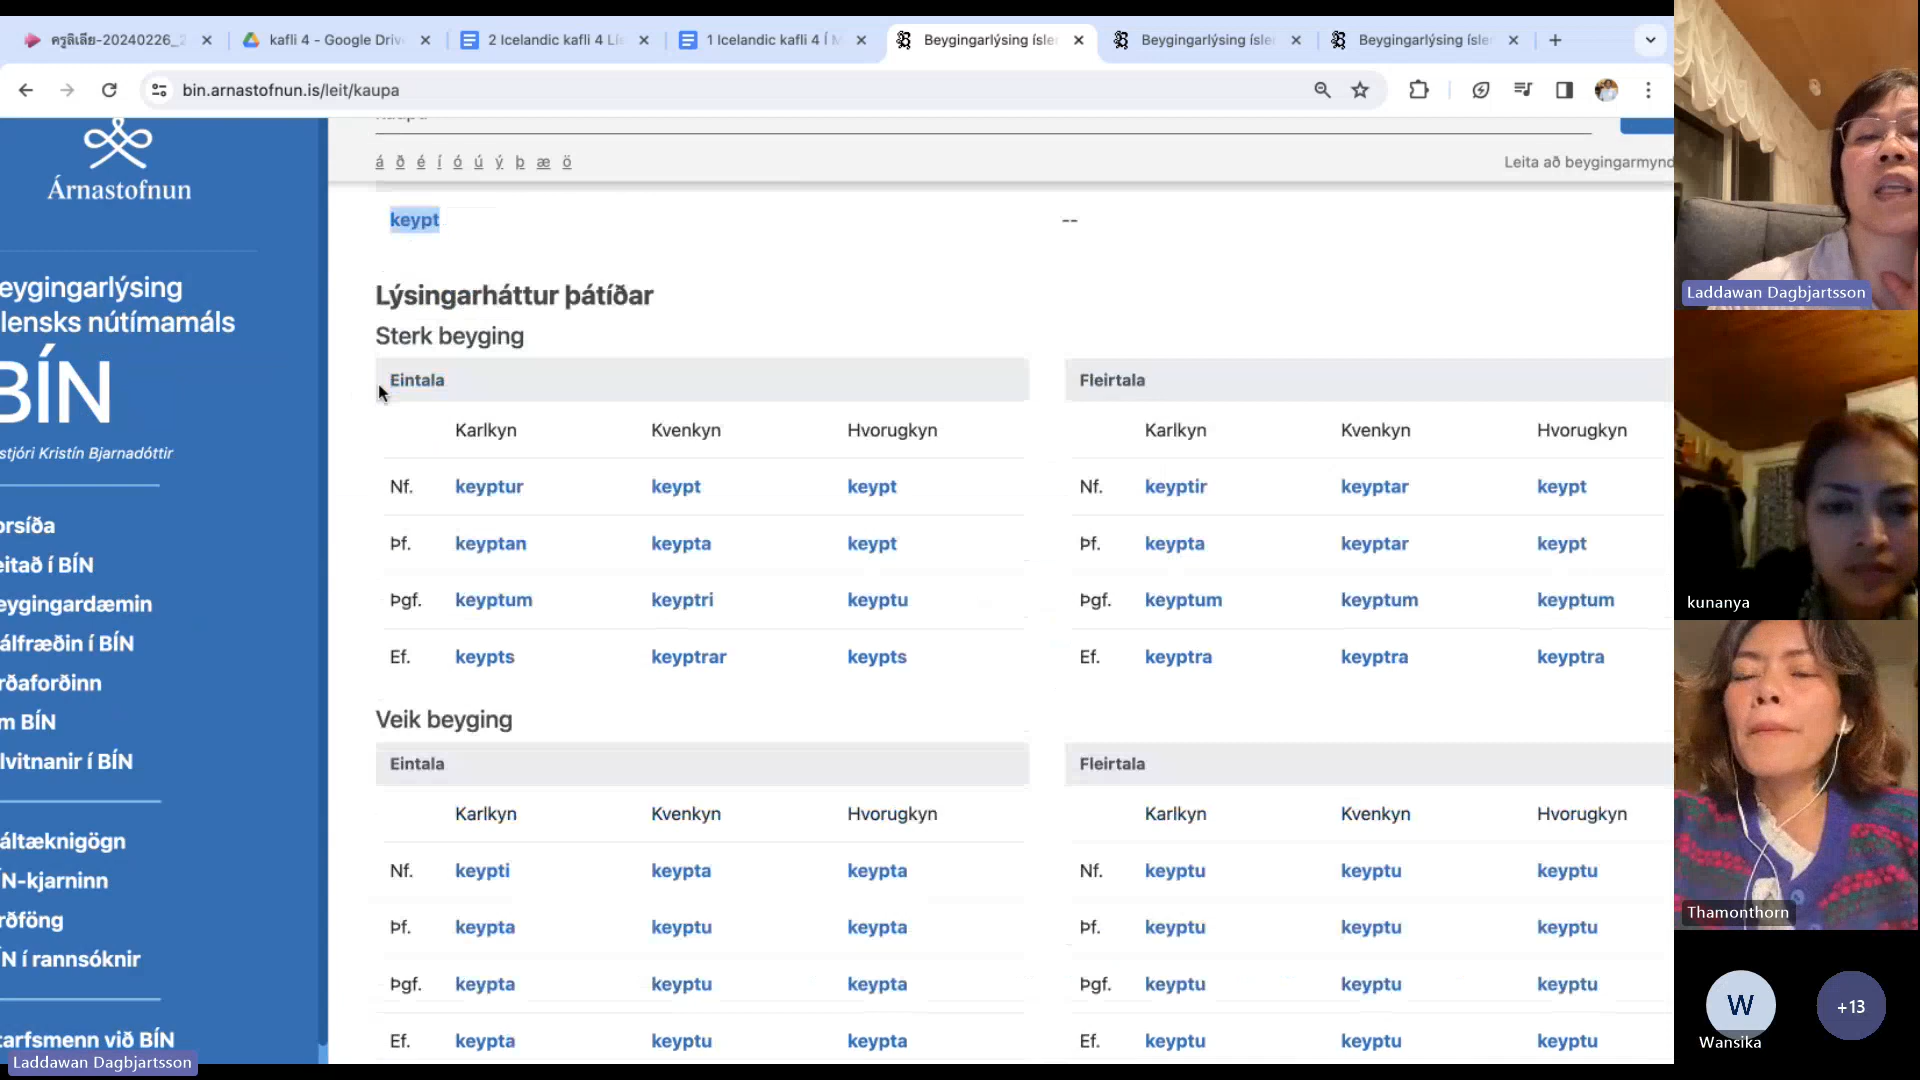 ครูลิเลีย-20240226_2
kafli 4 - Google Driv
2 Icelandic kafli 4 Lí
1 Icelandic kafli 4 Í M
Beygingarlýsing ísle
Beygingarlýsing ísle
Beygingarlýsing ísle
bin.arnastofnun.is/leit/kaupa
Árnastofnun
eygingarlýsing
lensks nútímamáls
BÍN
stjóri Kristín Bjarnadóttir
orsíða
eitað í BÍN
eygingardæmin
álfræðin í BÍN
rðaforðinn
m BÍN
lvitnanir í BÍN
áltæknigögn
ÍN-kjarninn
rðföng
ÍN í rannsóknir
tarfsmenn við BÍN
Laddawan Dagbjartsson
á ð é í ó ú ý þ æ ö
Leita að beygingarmynd
keypt --
Lýsingarháttur þátíðar
Sterk beyging
Eintala Fleirtala
Karlkyn Kvenkyn Hvorugkyn Karlkyn Kvenkyn Hvorugkyn
Nf. keyptur keypt keypt Nf. keyptir keyptar keypt
Þf. keyptan keypta keypt Þf. keypta keyptar keypt
Þgf. keyptum keyptri keyptu Þgf. keyptum keyptum keyptum
Ef. keypts keyptrar keypts Ef. keyptra keyptra keyptra
Veik beyging
Eintala Fleirtala
Karlkyn Kvenkyn Hvorugkyn Karlkyn Kvenkyn Hvorugkyn
Nf. keypti keypta keypta Nf. keyptu keyptu keyptu
Þf. keypta keyptu keypta Þf. keyptu keyptu keyptu
Þgf. keypta keyptu keypta Þgf. keyptu keyptu keyptu
Ef. keypta keyptu keypta Ef. keyptu keyptu keyptu
Laddawan Dagbjartsson
kunanya
Thamonthorn
W
Wansika
+13